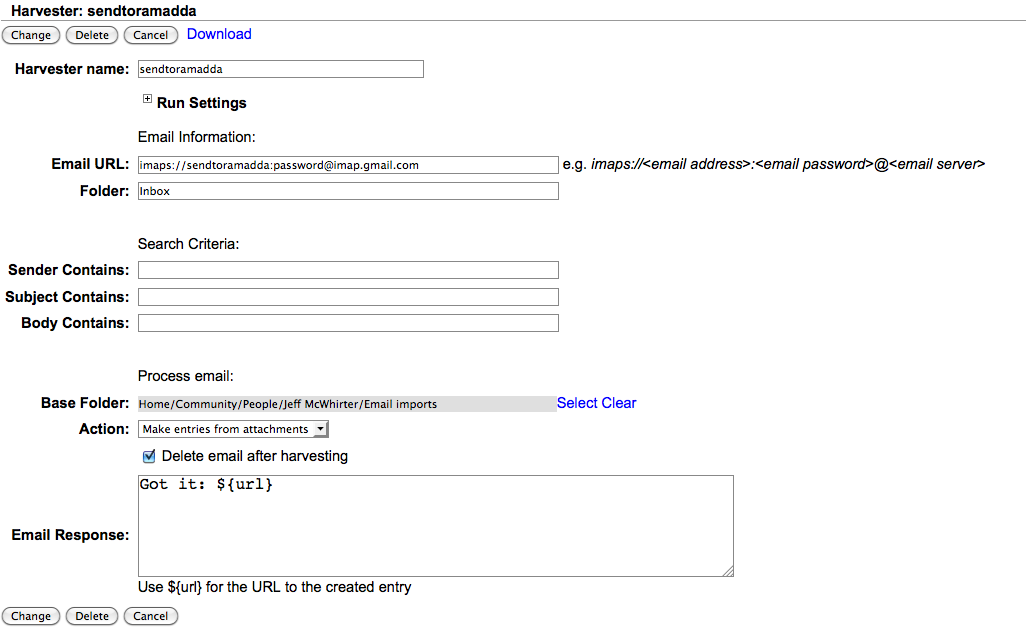 Harvester: sendtoramadda
Change Delete Cancel Download
Harvester name: sendtoramadda
Run Settings
Email Information:
Email URL: imaps://sendtoramadda:password@imap.gmail.com e.g. imaps://<email address>:<email password>@<email server>
Folder: Inbox
Search Criteria:
Sender Contains:
Subject Contains:
Body Contains:
Process email:
Base Folder: Home/Community/People/Jeff McWhirter/Email imports Select Clear
Action: Make entries from attachments
Delete email after harvesting
Got it: ${url}
Email Response:
Use ${url} for the URL to the created entry
Change Delete Cancel